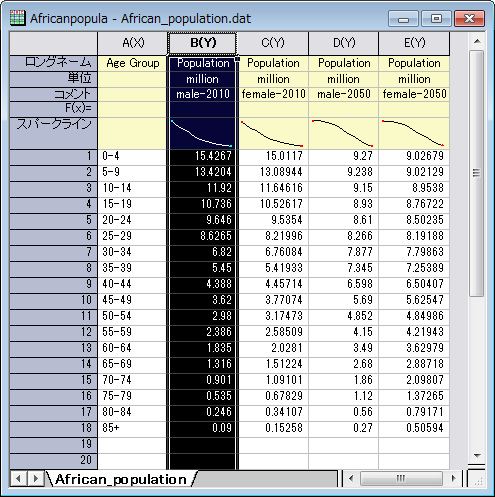 Africanpopula - African_population.dat
A(X) B(Y) C(Y) D(Y) E(Y)
ロングネーム Age Group Population Population Population Population
単位 million million million million
コメント male-2010 female-2010 male-2050 female-2050
F(x)=
スパークライン
1 0-4 15.4267 15.0117 9.27 9.02679
2 5-9 13.4204 13.08944 9.238 9.02129
3 10-14 11.92 11.64616 9.15 8.9538
4 15-19 10.736 10.52617 8.93 8.76722
5 20-24 9.646 9.5354 8.61 8.50235
6 25-29 8.6265 8.21996 8.266 8.19188
7 30-34 6.82 6.76084 7.877 7.79863
8 35-39 5.45 5.41933 7.345 7.25389
9 40-44 4.388 4.45714 6.598 6.50407
10 45-49 3.62 3.77074 5.69 5.62547
11 50-54 2.98 3.17473 4.852 4.84986
12 55-59 2.386 2.58509 4.15 4.21943
13 60-64 1.835 2.0281 3.49 3.62979
14 65-69 1.316 1.51224 2.68 2.88718
15 70-74 0.901 1.09101 1.86 2.09807
16 75-79 0.535 0.67829 1.12 1.37265
17 80-84 0.246 0.34107 0.56 0.79171
18 85+ 0.09 0.15258 0.27 0.50594
19
20
African_population